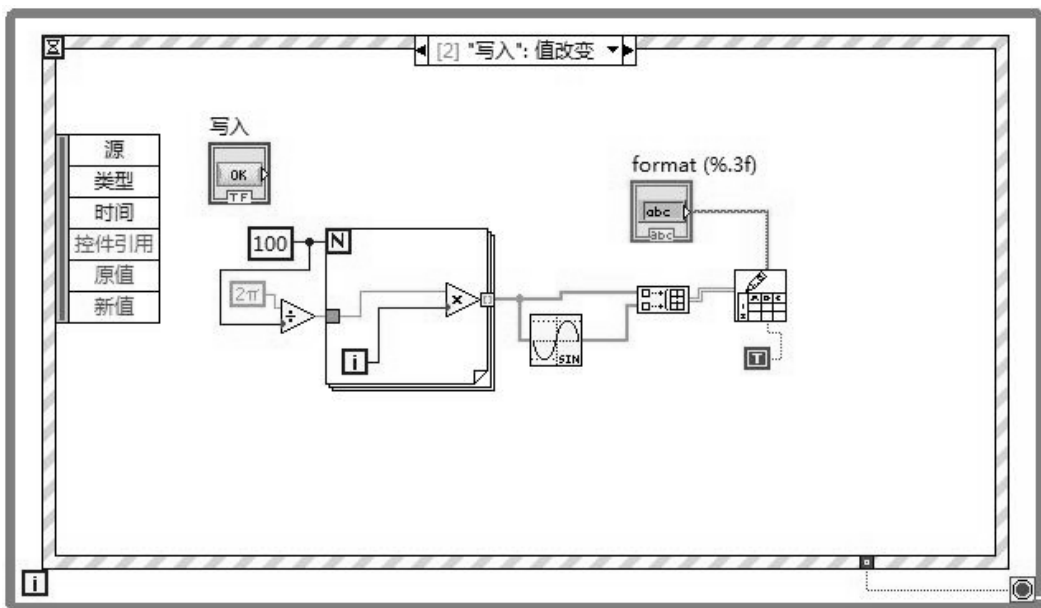 [2] "写入": 值改变
源
类型
时间
控件引用
原值
新值
写入
OK
TF
100
N
2π
÷
×
i
SIN
format (%.3f)
abc
abc
T
i